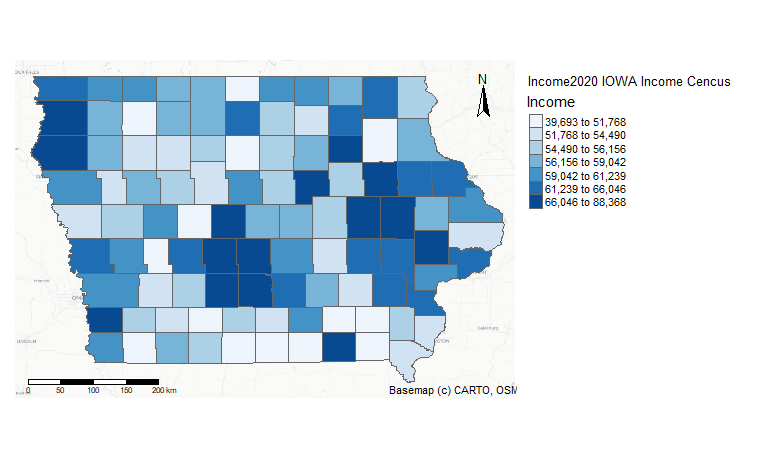 Income2020 IOWA Income Cencus
Income
39,693 to 51,768
51,768 to 54,490
54,490 to 56,156
56,156 to 59,042
59,042 to 61,239
61,239 to 66,046
66,046 to 88,368
N
0 50 100 150 200 km
Basemap (c) CARTO, OSM